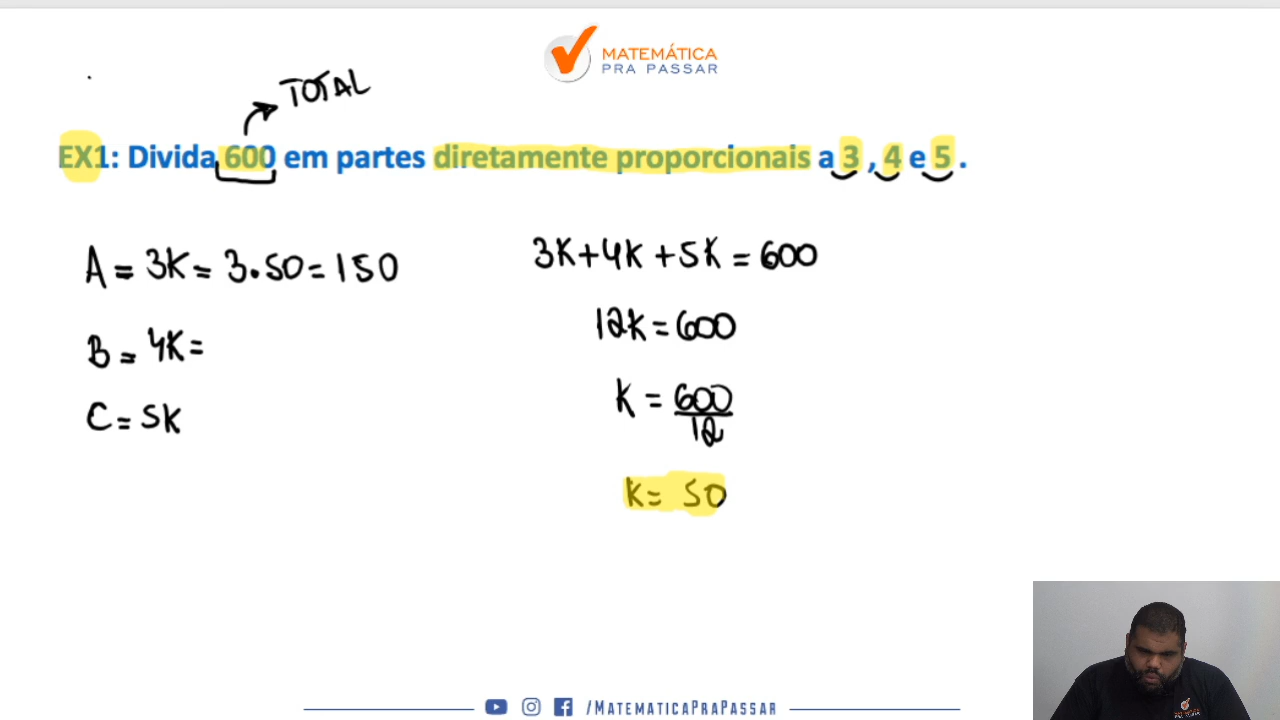 MATEMÁTICA
PRA PASSAR
TOTAL
EX1: Divida 600 em partes diretamente proporcionais a 3 , 4 e 5 .
A = 3K = 3.50 = 150
B = 4K =
C = 5K
3K+4K+5K = 600
12K = 600
K = 600
12
K = 50
/MATEMATICAPRAPASSAR